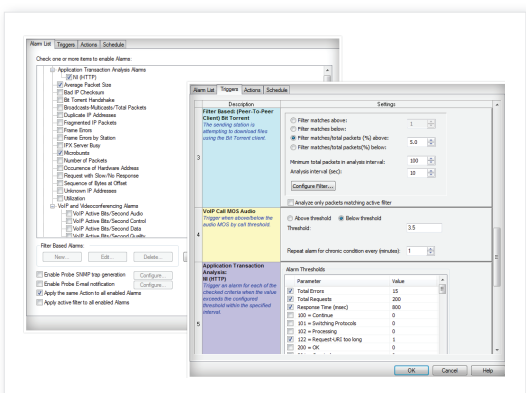 Alarm List Triggers Actions Schedule
Check one or more items to enable Alarms:
Application Transaction Analysis Alarms
NI (HTTP)
Average Packet Size
Bad IP Checksum
Bit Torrent Handshake
Broadcasts-Multicasts/Total Packets
Duplicate IP Addresses
Fragmented IP Packets
Frame Errors
Frame Errors by Station
IPX Server Busy
Microbursts
Number of Packets
Occurrence of Hardware Address
Request with Slow/No Response
Sequence of Bytes at Offset
Unknown IP Addresses
Utilization
VoIP and Videoconferencing Alarms
VoIP Active Bits/Second Audio
VoIP Active Bits/Second Control
VoIP Active Bits/Second Data
VoIP Active Bits/Second Quality
Filter Based Alarms:
New... Edit... Delete...
Enable Probe SNMP trap generation Configure...
Enable Probe E-mail notification Configure...
Apply the same Action to all enabled Alarms
Apply active filter to all enabled Alarms
Alarm List Triggers Actions Schedule
Description Settings
3
Filter Based: (Peer-To-Peer
Client) Bit Torrent
The sending station is
attempting to download files
using the Bit Torrent client.
Filter matches above: 1
Filter matches below:
Filter matches/total packets (%) above: 5.0
Filter matches/total packets(%) below:
Minimum total packets in analysis interval: 100
Analysis interval (sec): 10
Configure Filter...
Analyze only packets matching active filter
4
VoIP Call MOS Audio
Trigger when above/below the
audio MOS by call threshold.
Above threshold Below threshold
Threshold: 3.5
Repeat alarm for chronic condition every (minutes): 1
5
Application Transaction
Analysis:
NI (HTTP)
Trigger an alarm for each of the
checked criteria when the value
exceeds the configured
threshold within the specified
interval.
Alarm Thresholds
Parameter Value
Total Errors 15
Total Requests 200
Response Time (msec) 800
100 = Continue 0
101 = Switching Protocols 0
102 = Processing 0
122 = Request-URI too long 1
200 = OK 0
OK Cancel Help